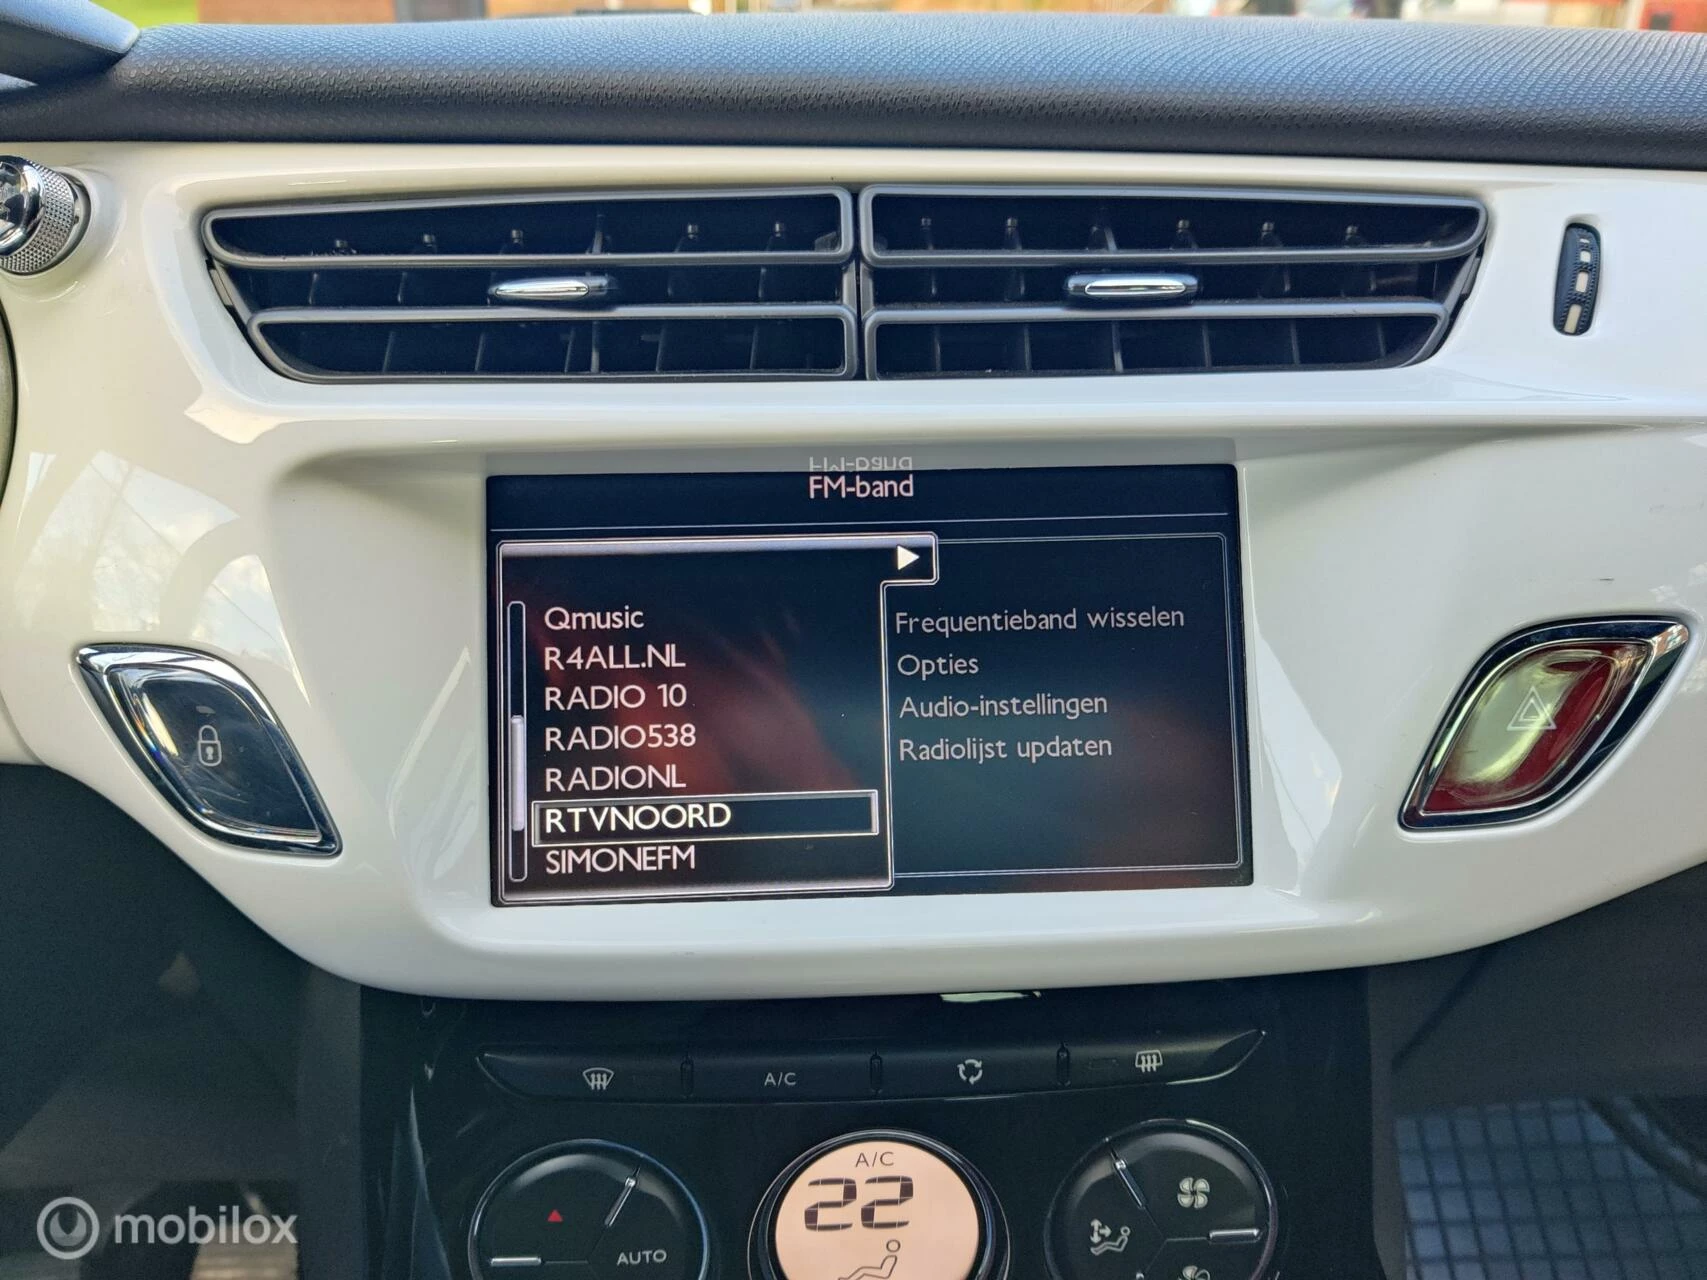 FM-band
Qmusic
R4ALL.NL
RADIO 10
RADIO538
RADIONL
RTVNOORD
SIMONEFM
Frequentieband wisselen
Opties
Audio-instellingen
Radiolijst updaten
A/C
A/C
22
AUTO
mobilox